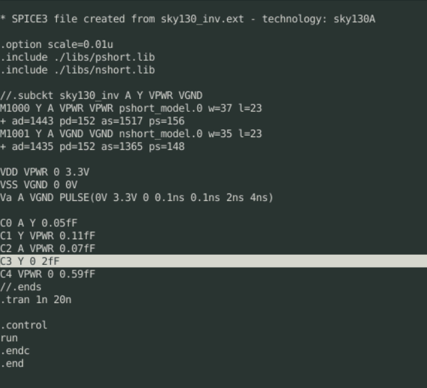 * SPICE3 file created from sky130_inv.ext - technology: sky130A
.option scale=0.01u
.include ./libs/pshort.lib
.include ./libs/nshort.lib
//.subckt sky130_inv A Y VPWR VGND
M1000 Y A VPWR VPWR pshort_model.0 w=37 l=23
+ ad=1443 pd=152 as=1517 ps=156
M1001 Y A VGND VGND nshort_model.0 w=35 l=23
+ ad=1435 pd=152 as=1365 ps=148
VDD VPWR 0 3.3V
VSS VGND 0 0V
Va A VGND PULSE(0V 3.3V 0 0.1ns 0.1ns 2ns 4ns)
C0 A Y 0.05fF
C1 Y VPWR 0.11fF
C2 A VPWR 0.07fF
C3 Y 0 2fF
C4 VPWR 0 0.59fF
//.ends
.tran 1n 20n
.control
run
.endc
.end